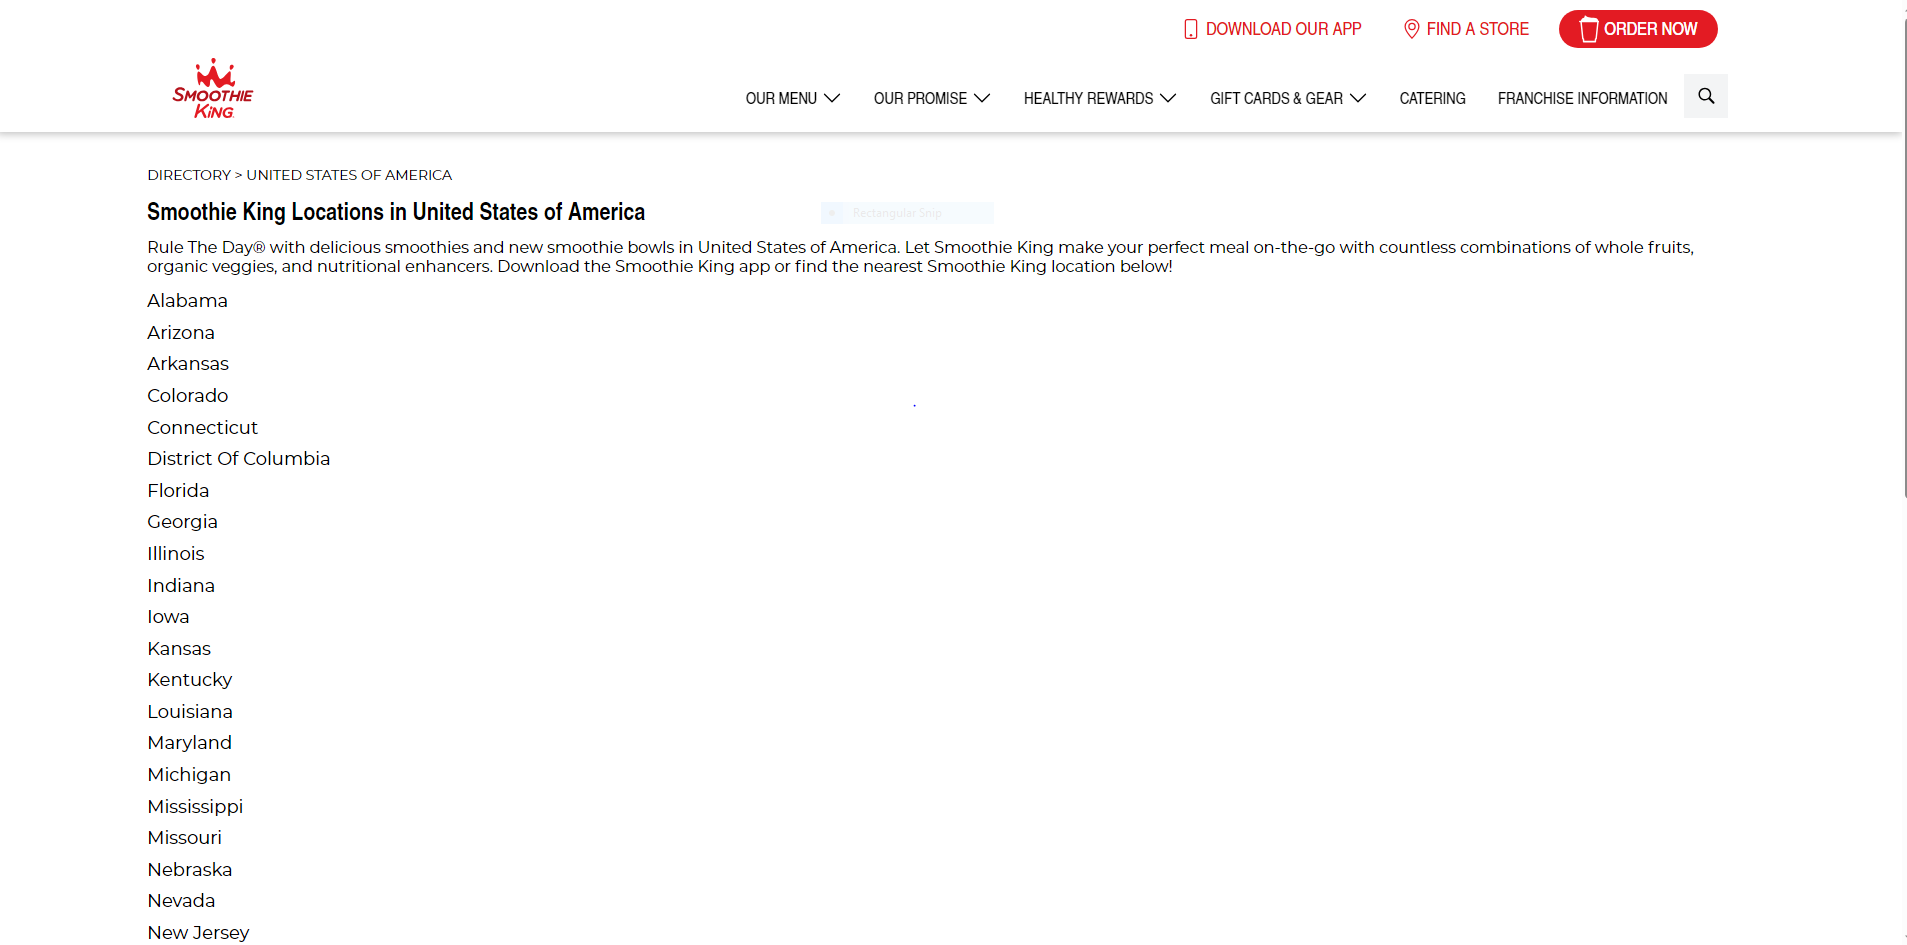 DOWNLOAD OUR APP FIND A STORE ORDER NOW
SMOOTHIE
KING
OUR MENU OUR PROMISE HEALTHY REWARDS GIFT CARDS & GEAR CATERING FRANCHISE INFORMATION
DIRECTORY > UNITED STATES OF AMERICA
Smoothie King Locations in United States of America
Rectangular Snip
Rule The Day® with delicious smoothies and new smoothie bowls in United States of America. Let Smoothie King make your perfect meal on-the-go with countless combinations of whole fruits,
organic veggies, and nutritional enhancers. Download the Smoothie King app or find the nearest Smoothie King location below!
Alabama
Arizona
Arkansas
Colorado
Connecticut
District Of Columbia
Florida
Georgia
Illinois
Indiana
Iowa
Kansas
Kentucky
Louisiana
Maryland
Michigan
Mississippi
Missouri
Nebraska
Nevada
New Jersey